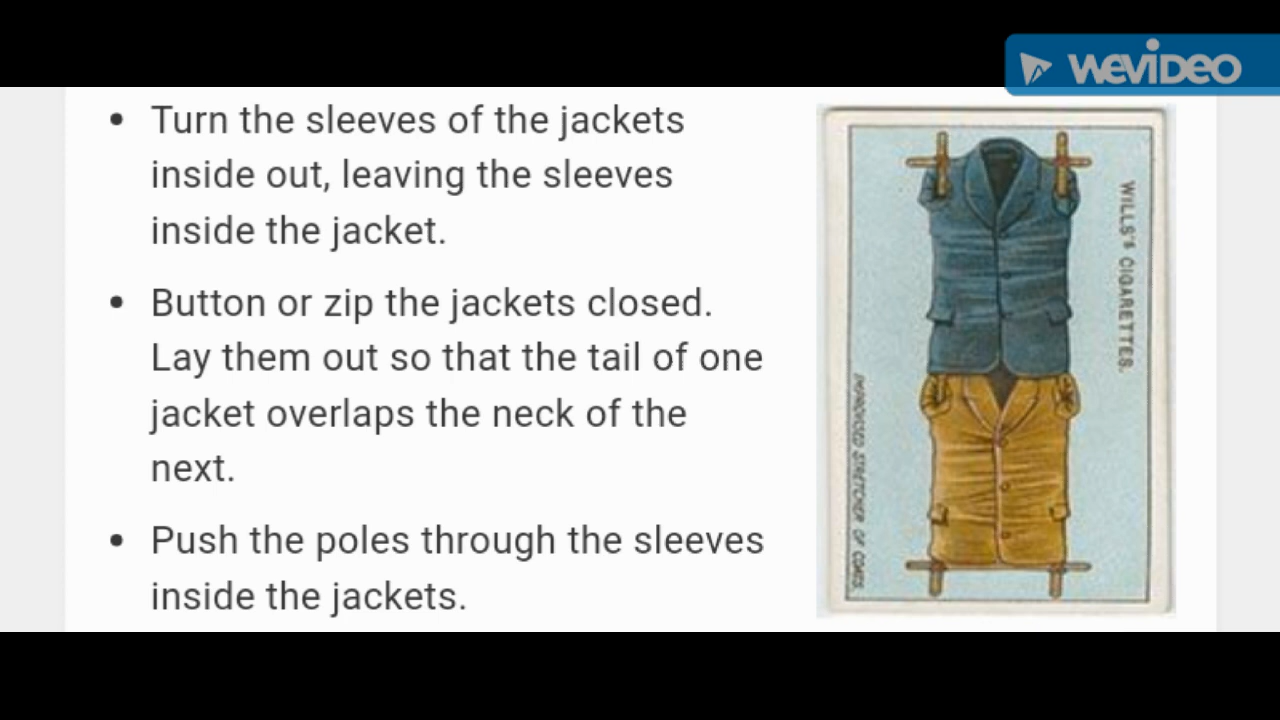 WEVIDEO
Turn the sleeves of the jackets
inside out, leaving the sleeves
inside the jacket.
Button or zip the jackets closed.
Lay them out so that the tail of one
jacket overlaps the neck of the
next.
Push the poles through the sleeves
inside the jackets.
WILLS'S CIGARETTES.
IMPROVISED STRETCHER OF COATS.